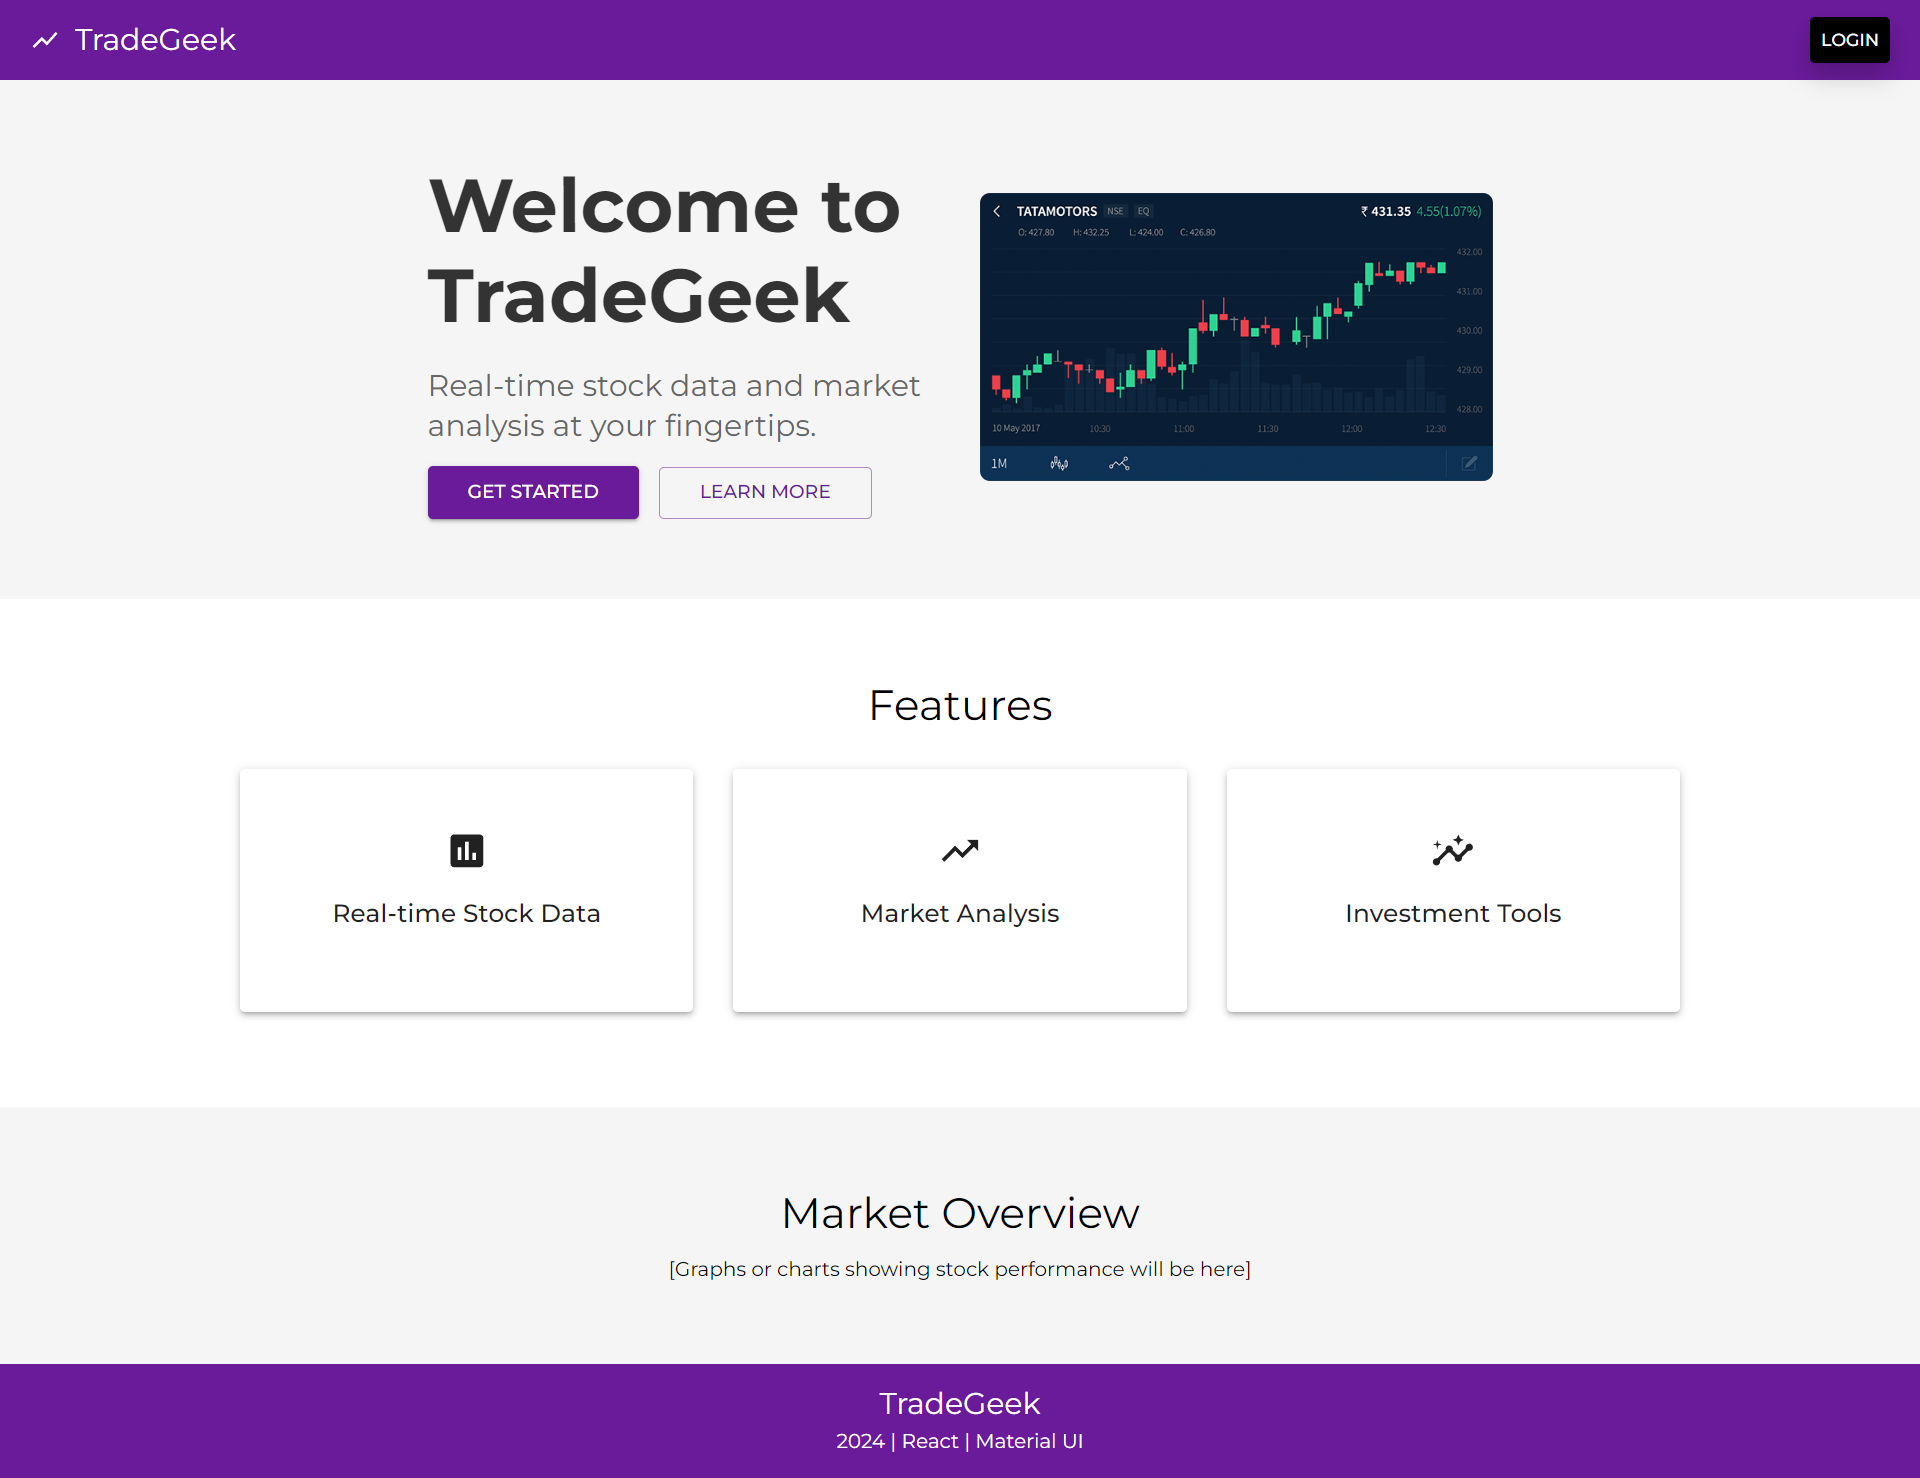 TradeGeek
LOGIN
Welcome to
TradeGeek
Real-time stock data and market
analysis at your fingertips.
GET STARTED
LEARN MORE
TATAMOTORS NSE EQ
₹ 431.35 4.55(1.07%)
O: 427.80 H: 432.25 L: 424.00 C: 426.80
432.00
431.00
430.00
429.00
428.00
10 May 2017 10:30 11:00 11:30 12:00 12:30
1M
Features
Real-time Stock Data
Market Analysis
Investment Tools
Market Overview
[Graphs or charts showing stock performance will be here]
TradeGeek
2024 | React | Material UI